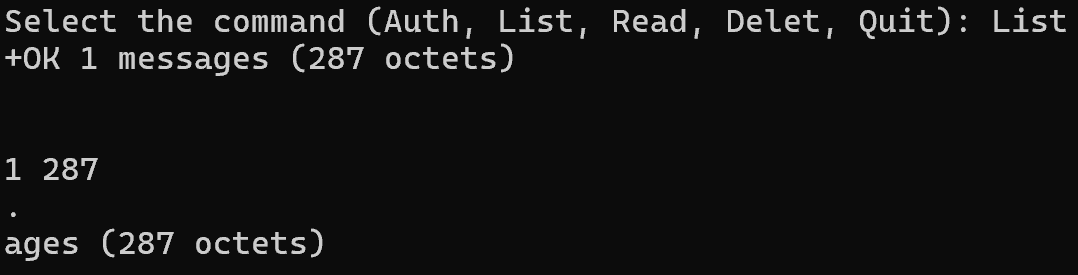 Select the command (Auth, List, Read, Delet, Quit): List
+OK 1 messages (287 octets)
1 287
.
ages (287 octets)